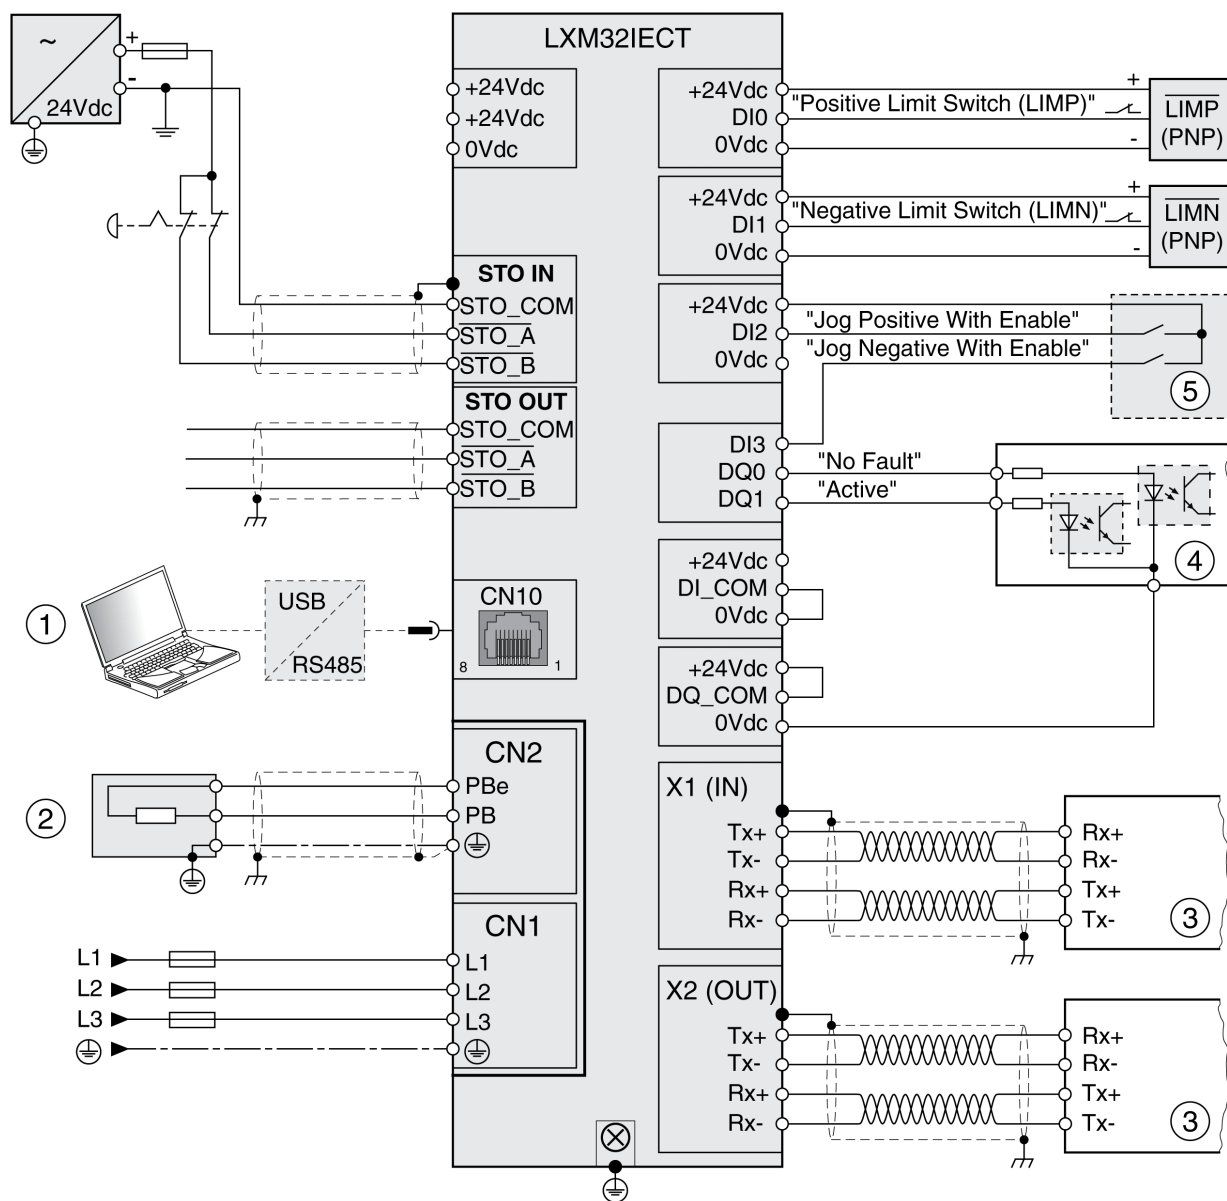 LXM32IECT
~
+
-
24Vdc
+24Vdc
+24Vdc
0Vdc
+24Vdc
DI0
0Vdc
"Positive Limit Switch (LIMP)"
+
-
LIMP
(PNP)
+24Vdc
DI1
0Vdc
"Negative Limit Switch (LIMN)"
+
-
LIMN
(PNP)
STO IN
STO_COM
STO_A
STO_B
+24Vdc
DI2
0Vdc
"Jog Positive With Enable"
"Jog Negative With Enable"
5
STO OUT
STO_COM
STO_A
STO_B
DI3
DQ0
DQ1
"No Fault"
"Active"
4
+24Vdc
DI_COM
0Vdc
1
USB
RS485
CN10
8
1
+24Vdc
DQ_COM
0Vdc
2
CN2
PBe
PB
X1 (IN)
Tx+
Tx-
Rx+
Rx-
Rx+
Rx-
Tx+
Tx-
3
CN1
L1
L2
L3
L1
L2
L3
X2 (OUT)
Tx+
Tx-
Rx+
Rx-
Rx+
Rx-
Tx+
Tx-
3